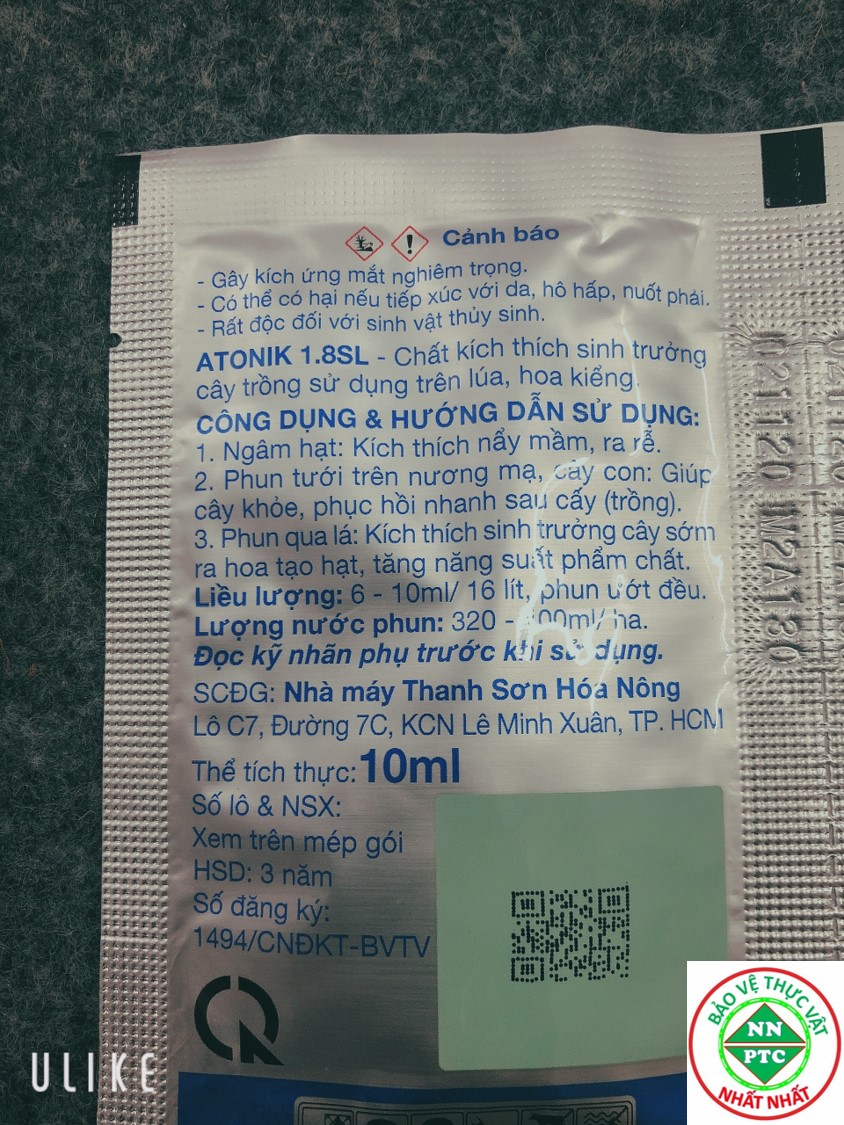 Cảnh báo
- Gây kích ứng mắt nghiêm trọng.
- Có thể có hại nếu tiếp xúc với da, hô hấp, nuốt phải.
- Rất độc đối với sinh vật thủy sinh.
ATONIK 1.8SL - Chất kích thích sinh trưởng
cây trồng sử dụng trên lúa, hoa kiểng.
CÔNG DỤNG & HƯỚNG DẪN SỬ DỤNG:
1. Ngâm hạt: Kích thích nẩy mầm, ra rễ.
2. Phun tưới trên nương mạ, cây con: Giúp
cây khỏe, phục hồi nhanh sau cấy (trồng).
3. Phun qua lá: Kích thích sinh trưởng cây sớm
ra hoa tạo hạt, tăng năng suất phẩm chất.
Liều lượng: 6 - 10ml/ 16 lít, phun ướt đều.
Lượng nước phun: 320 - 00ml/ ha.
Đọc kỹ nhãn phụ trước khi sử dụng.
SCĐG: Nhà máy Thanh Sơn Hóa Nông
Lô C7, Đường 7C, KCN Lê Minh Xuân, TP. HCM
Thể tích thực: 10ml
Số lô & NSX:
Xem trên mép gói
HSD: 3 năm
Số đăng ký:
1494/CNĐKT-BVTV
021120 M2A180
ULIKE
BẢO VỆ THỰC VẬT
NN
PTC
NHẤT NHẤT